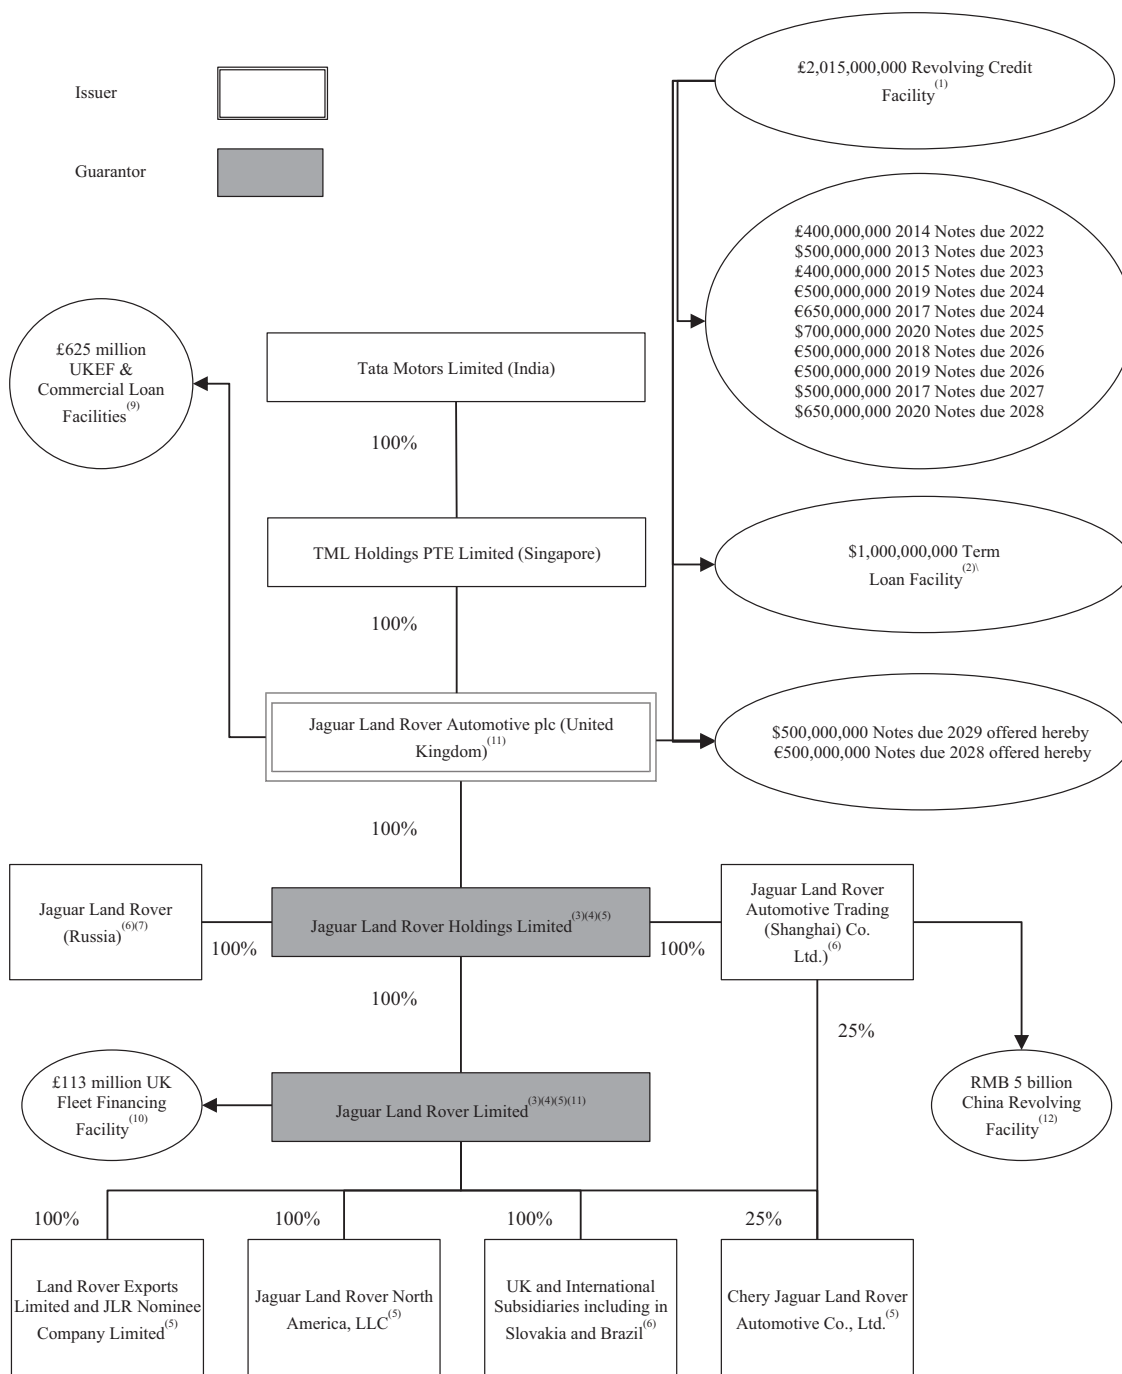 Issuer
Guarantor
£2,015,000,000 Revolving Credit
Facility(1)
£400,000,000 2014 Notes due 2022
$500,000,000 2013 Notes due 2023
£400,000,000 2015 Notes due 2023
€500,000,000 2019 Notes due 2024
€650,000,000 2017 Notes due 2024
$700,000,000 2020 Notes due 2025
€500,000,000 2018 Notes due 2026
€500,000,000 2019 Notes due 2026
$500,000,000 2017 Notes due 2027
$650,000,000 2020 Notes due 2028
£625 million
UKEF &
Commercial Loan
Facilities(9)
Tata Motors Limited (India)
100%
TML Holdings PTE Limited (Singapore)
$1,000,000,000 Term
Loan Facility(2)\
100%
Jaguar Land Rover Automotive plc (United
Kingdom)(11)
$500,000,000 Notes due 2029 offered hereby
€500,000,000 Notes due 2028 offered hereby
100%
Jaguar Land Rover
(Russia)(6)(7)
100%
Jaguar Land Rover Holdings Limited(3)(4)(5)
100%
Jaguar Land Rover
Automotive Trading
(Shanghai) Co.
Ltd.)(6)
100%
25%
£113 million UK
Fleet Financing
Facility(10)
Jaguar Land Rover Limited(3)(4)(5)(11)
RMB 5 billion
China Revolving
Facility(12)
100%
100%
100%
25%
Land Rover Exports
Limited and JLR Nominee
Company Limited(5)
Jaguar Land Rover North
America, LLC(5)
UK and International
Subsidiaries including in
Slovakia and Brazil(6)
Chery Jaguar Land Rover
Automotive Co., Ltd.(5)